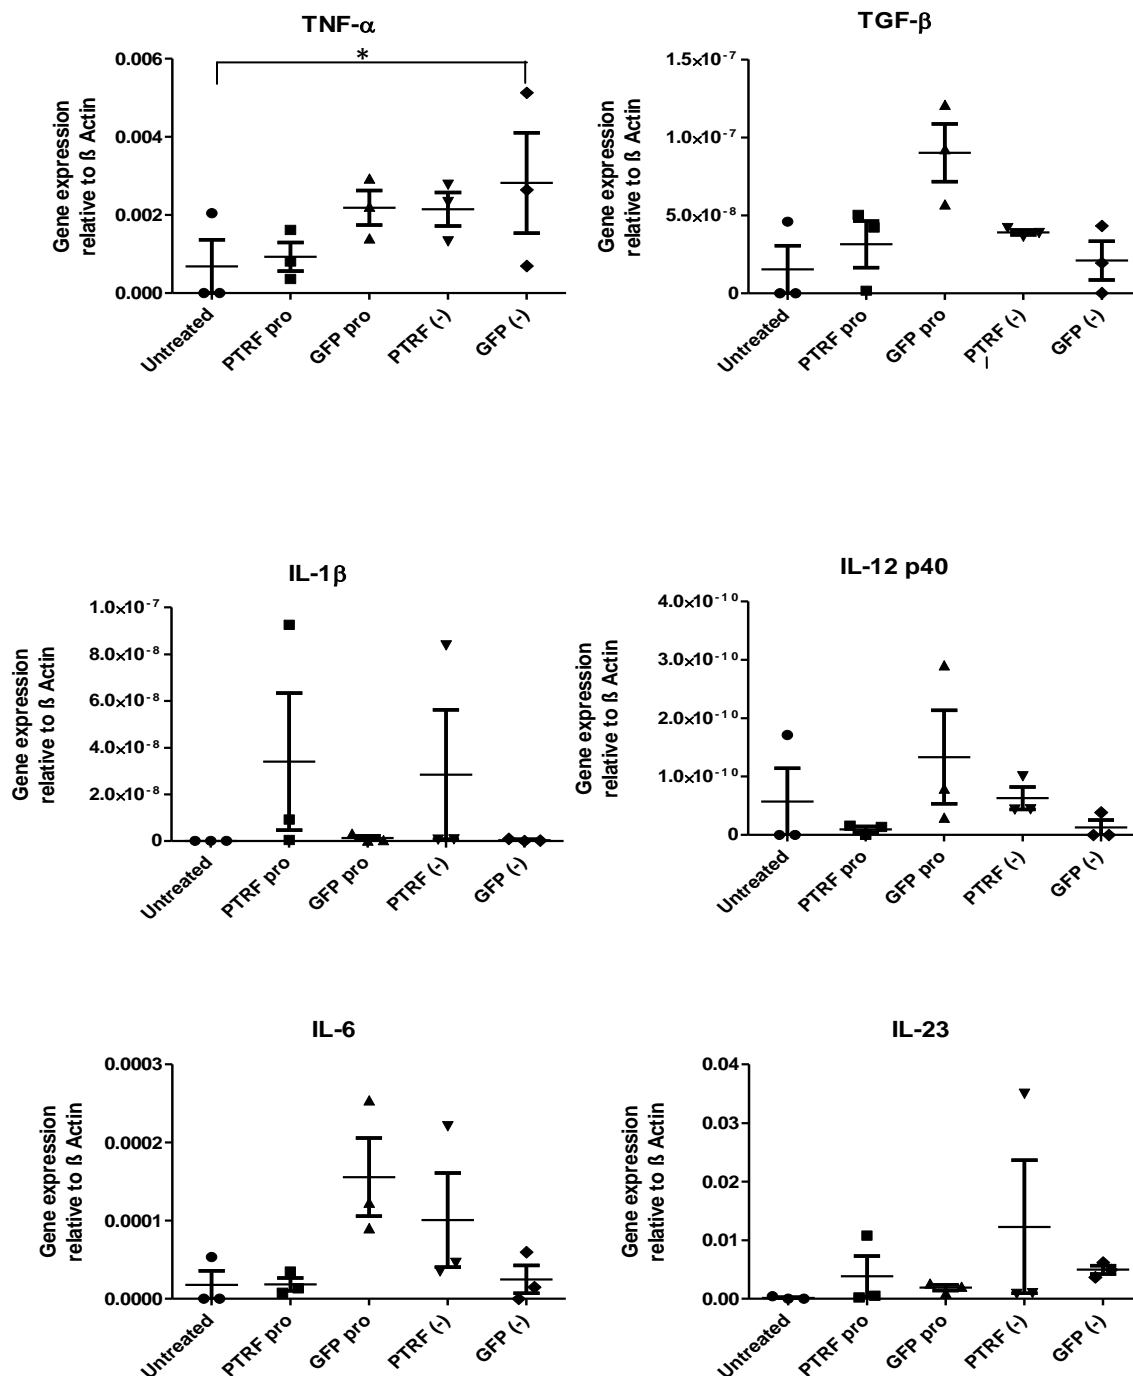 TNF-α
*
Gene expression
relative to ß Actin
0.006
0.004
0.002
0.000
Untreated
PTRF pro
GFP pro
PTRF (-)
GFP (-)
TGF-β
Gene expression
relative to ß Actin
1.5×10⁻⁷
1.0×10⁻⁷
5.0×10⁻⁸
0
Untreated
PTRF pro
GFP pro
PTRF (-)
GFP (-)
IL-1β
Gene expression
relative to ß Actin
1.0×10⁻⁷
8.0×10⁻⁸
6.0×10⁻⁸
4.0×10⁻⁸
2.0×10⁻⁸
0
Untreated
PTRF pro
GFP pro
PTRF (-)
GFP (-)
IL-12 p40
Gene expression
relative to ß Actin
4.0×10⁻¹⁰
3.0×10⁻¹⁰
2.0×10⁻¹⁰
1.0×10⁻¹⁰
0
Untreated
PTRF pro
GFP pro
PTRF (-)
GFP (-)
IL-6
Gene expression
relative to ß Actin
0.0003
0.0002
0.0001
0.0000
Untreated
PTRF pro
GFP pro
PTRF (-)
GFP (-)
IL-23
Gene expression
relative to ß Actin
0.04
0.03
0.02
0.01
0.00
Untreated
PTRF pro
GFP pro
PTRF (-)
GFP (-)